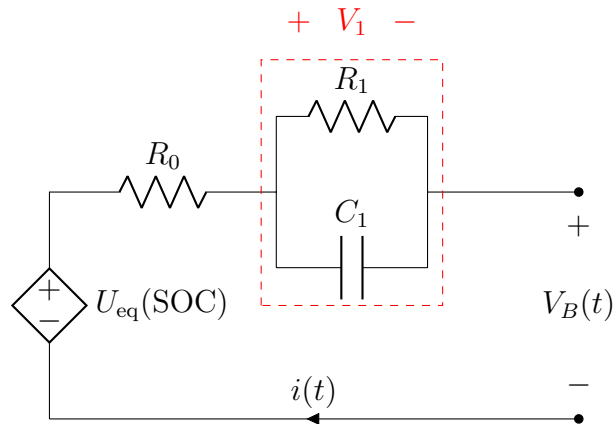 + V₁ −
R₁
R₀
C₁
+
−
U_eq(SOC)
+
V_B(t)
−
i(t)